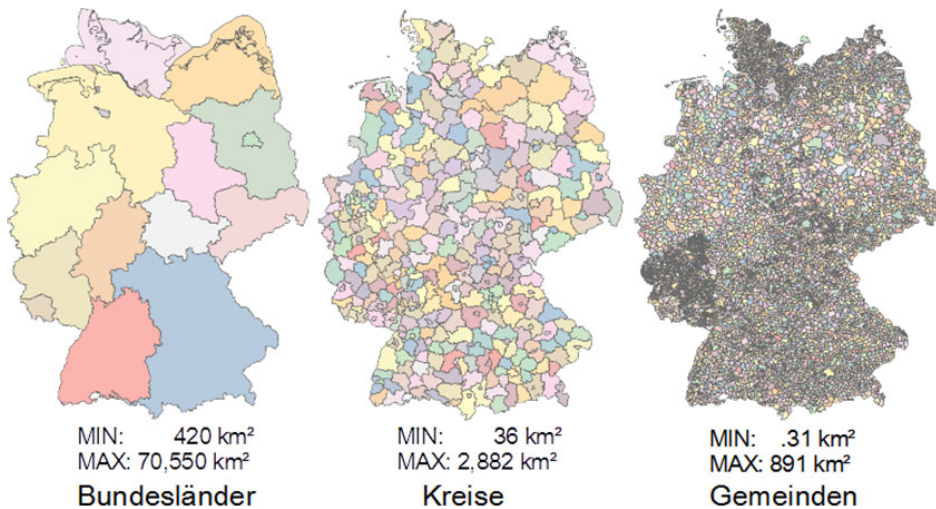 MIN: 420 km²
MAX: 70,550 km²
Bundesländer
MIN: 36 km²
MAX: 2,882 km²
Kreise
MIN: .31 km²
MAX: 891 km²
Gemeinden